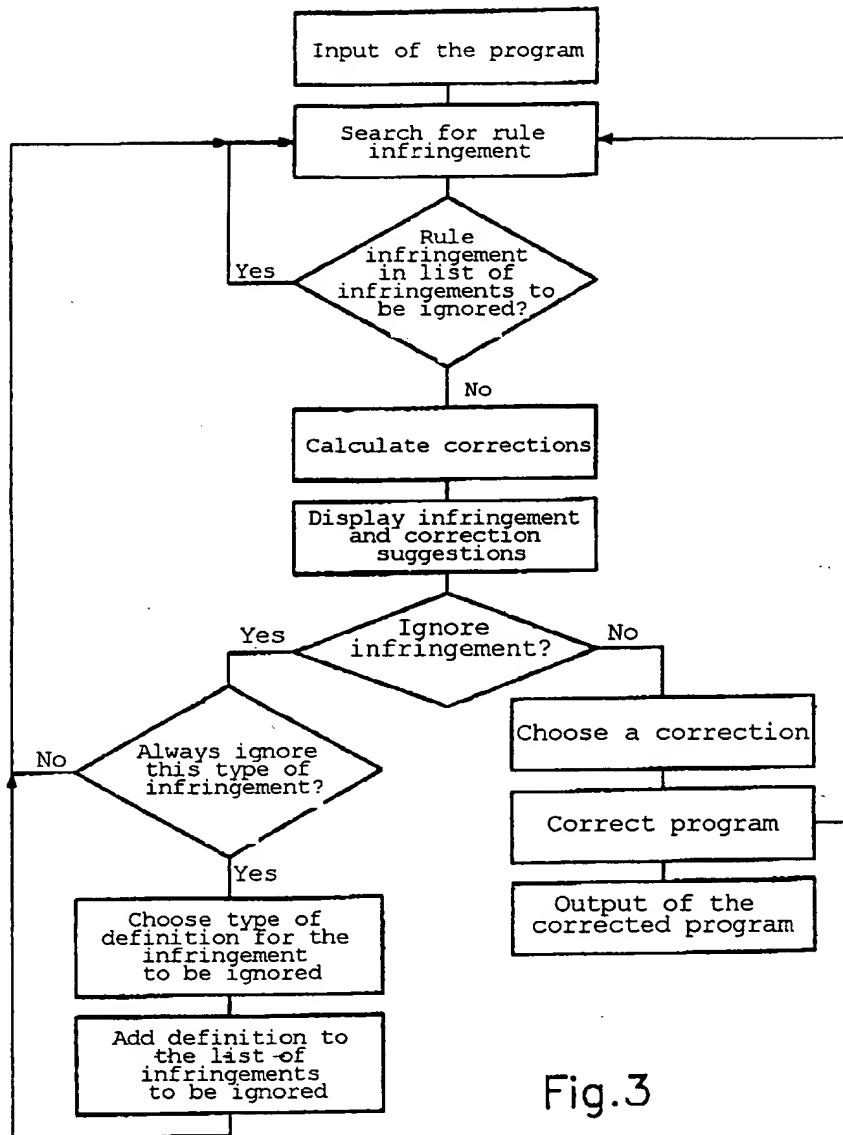 Input of the program
Search for rule
infringement
Rule
infringement
in list of
infringements to
be ignored?
Yes
No
Calculate corrections
Display infringement
and correction
suggestions
Ignore
infringement?
Yes
No
Always ignore
this type of
infringement?
No
Yes
Choose type of
definition for the
infringement
to be ignored
Add definition to
the list of
infringements
to be ignored
Choose a correction
Correct program
Output of the
corrected program
Fig.3